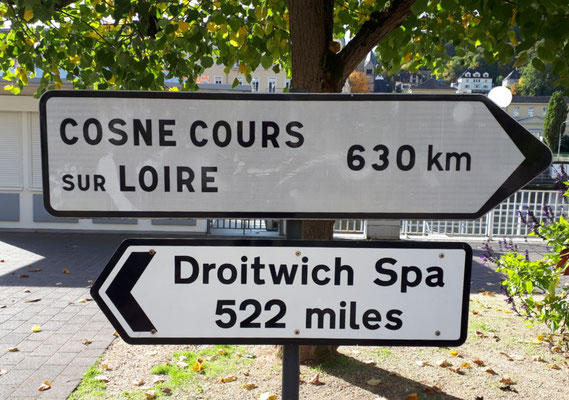 COSNE COURS
SUR LOIRE 630 km
Droitwich Spa
522 miles